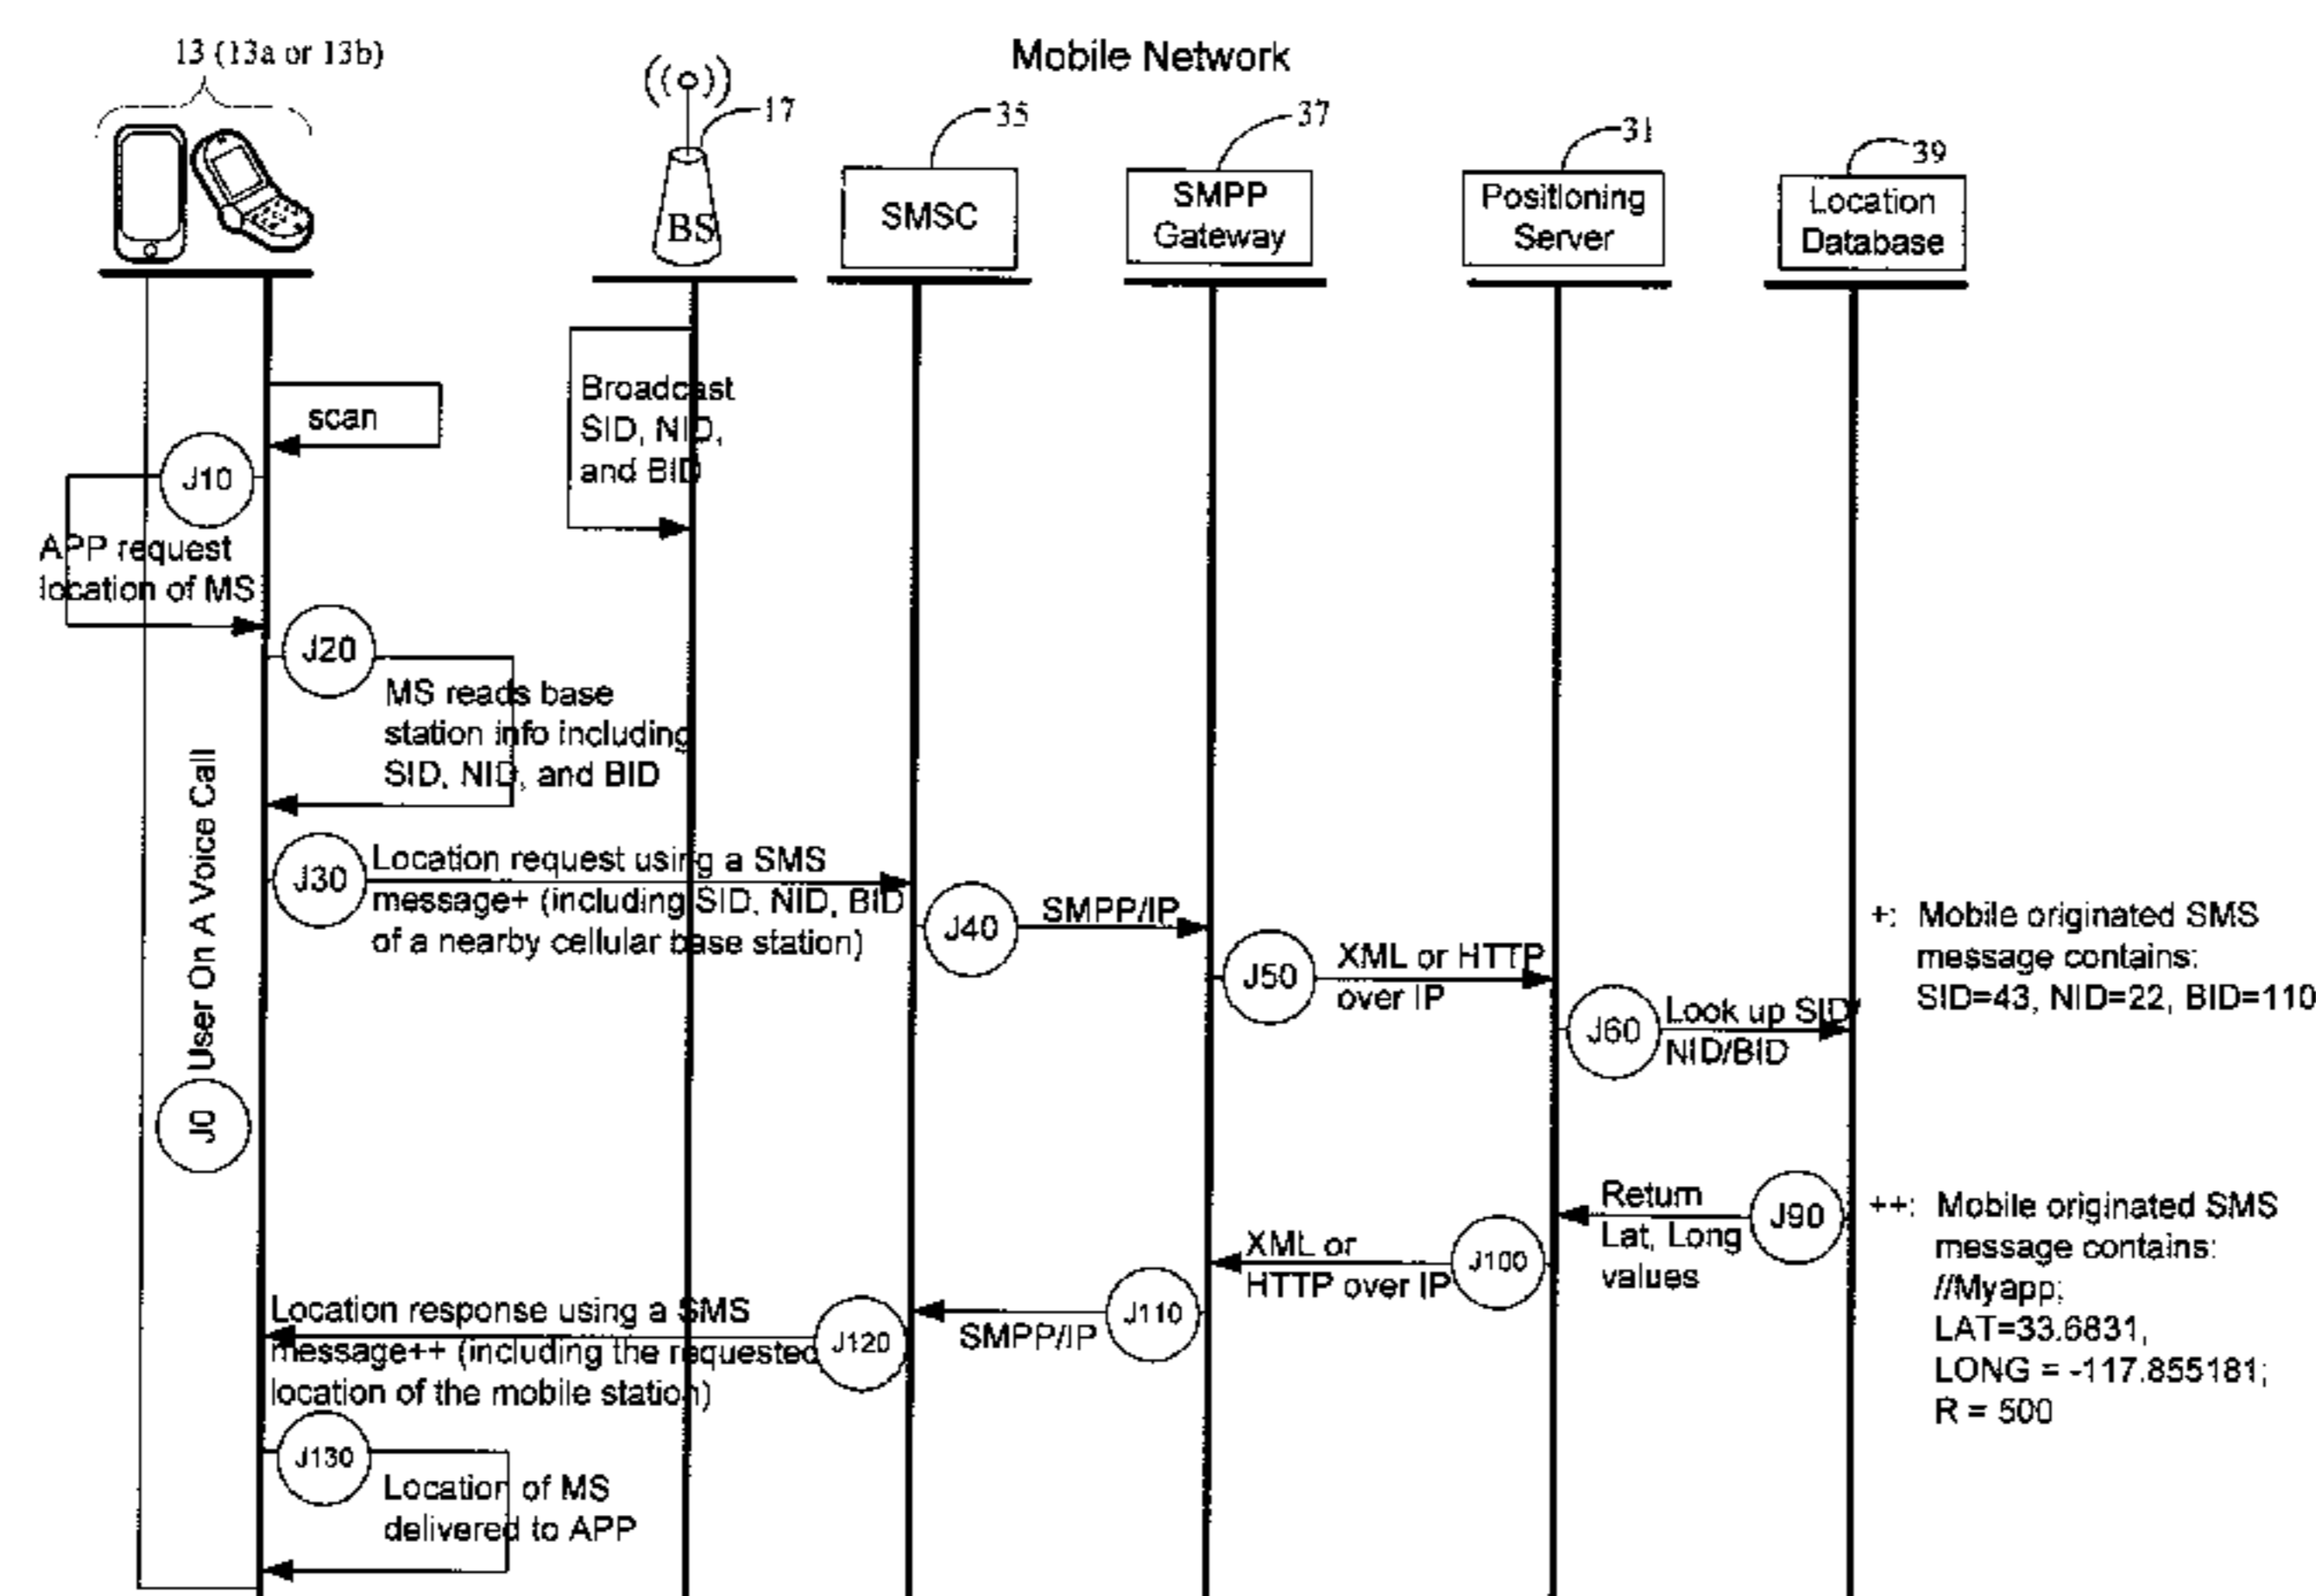 Mobile Network
13 (13a or 13b)
17
35
37
31
39
BS
SMSC
SMPP
Gateway
Positioning
Server
Location
Database
scan
Broadcast
SID, NID,
and BID
J10
APP request
location of MS
J20
MS reads base
station info including
SID, NID, and BID
J0 User On A Voice Call
J30
Location request using a SMS
message+ (including SID, NID, BID
of a nearby cellular base station)
J40
SMPP/IP
J50
XML or HTTP
over IP
J60
Look up SID/
NID/BID
+: Mobile originated SMS
message contains:
SID=43, NID=22, BID=110
J90
Return
Lat, Long
values
++: Mobile originated SMS
message contains:
//Myapp;
LAT=33.6831,
LONG = -117.855181;
R = 500
J100
XML or
HTTP over IP
J110
SMPP/IP
J120
Location response using a SMS
message++ (including the requested
location of the mobile station)
J130
Location of MS
delivered to APP